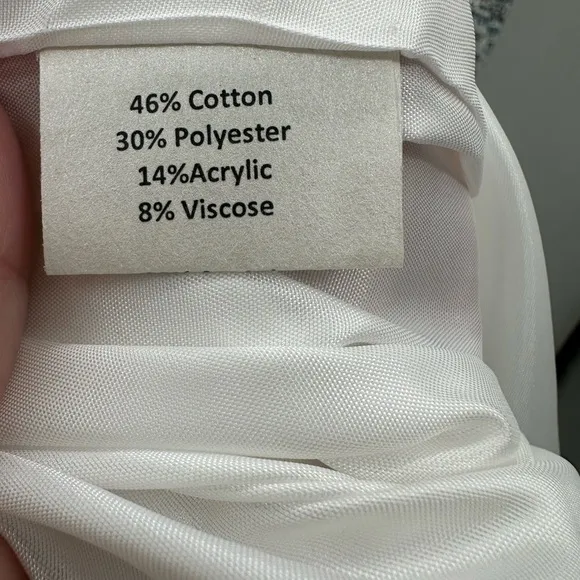 46% Cotton
30% Polyester
14%Acrylic
8% Viscose